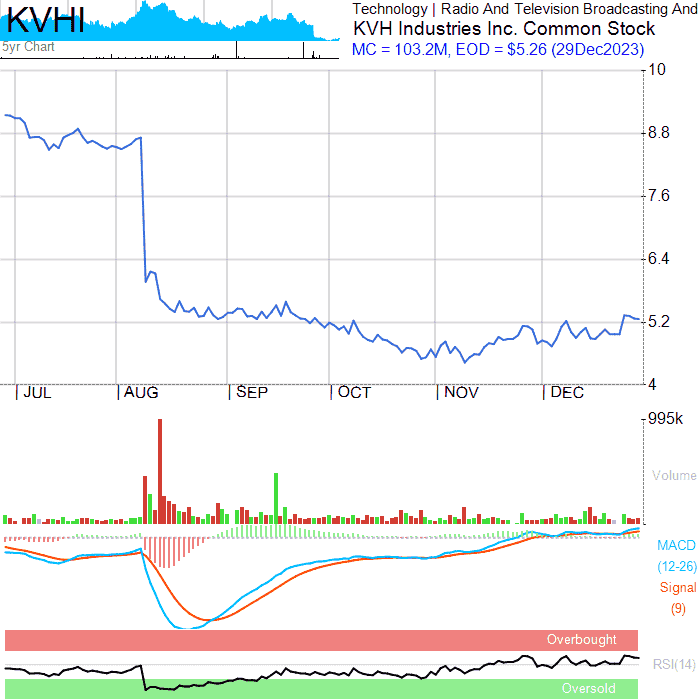 KVHI
5yr Chart
Technology | Radio And Television Broadcasting And
KVH Industries Inc. Common Stock
MC = 103.2M, EOD = $5.26 (29Dec2023)
10
8.8
7.6
6.4
5.2
4
| JUL | AUG | SEP | OCT | NOV | DEC
995k
Volume
MACD
(12-26)
Signal
(9)
Overbought
RSI(14)
Oversold